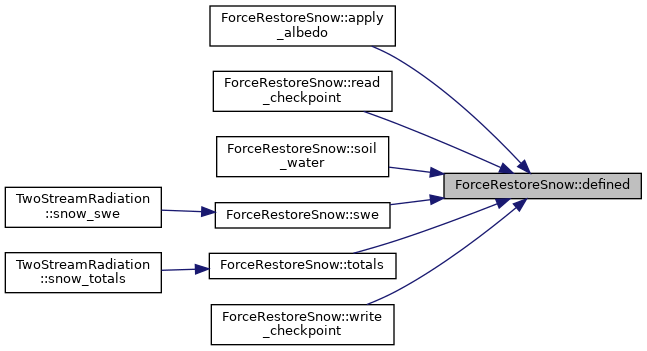 ForceRestoreSnow::apply
_albedo
ForceRestoreSnow::read
_checkpoint
ForceRestoreSnow::soil
_water
ForceRestoreSnow::defined
TwoStreamRadiation
::snow_swe
ForceRestoreSnow::swe
TwoStreamRadiation
::snow_totals
ForceRestoreSnow::totals
ForceRestoreSnow::write
_checkpoint